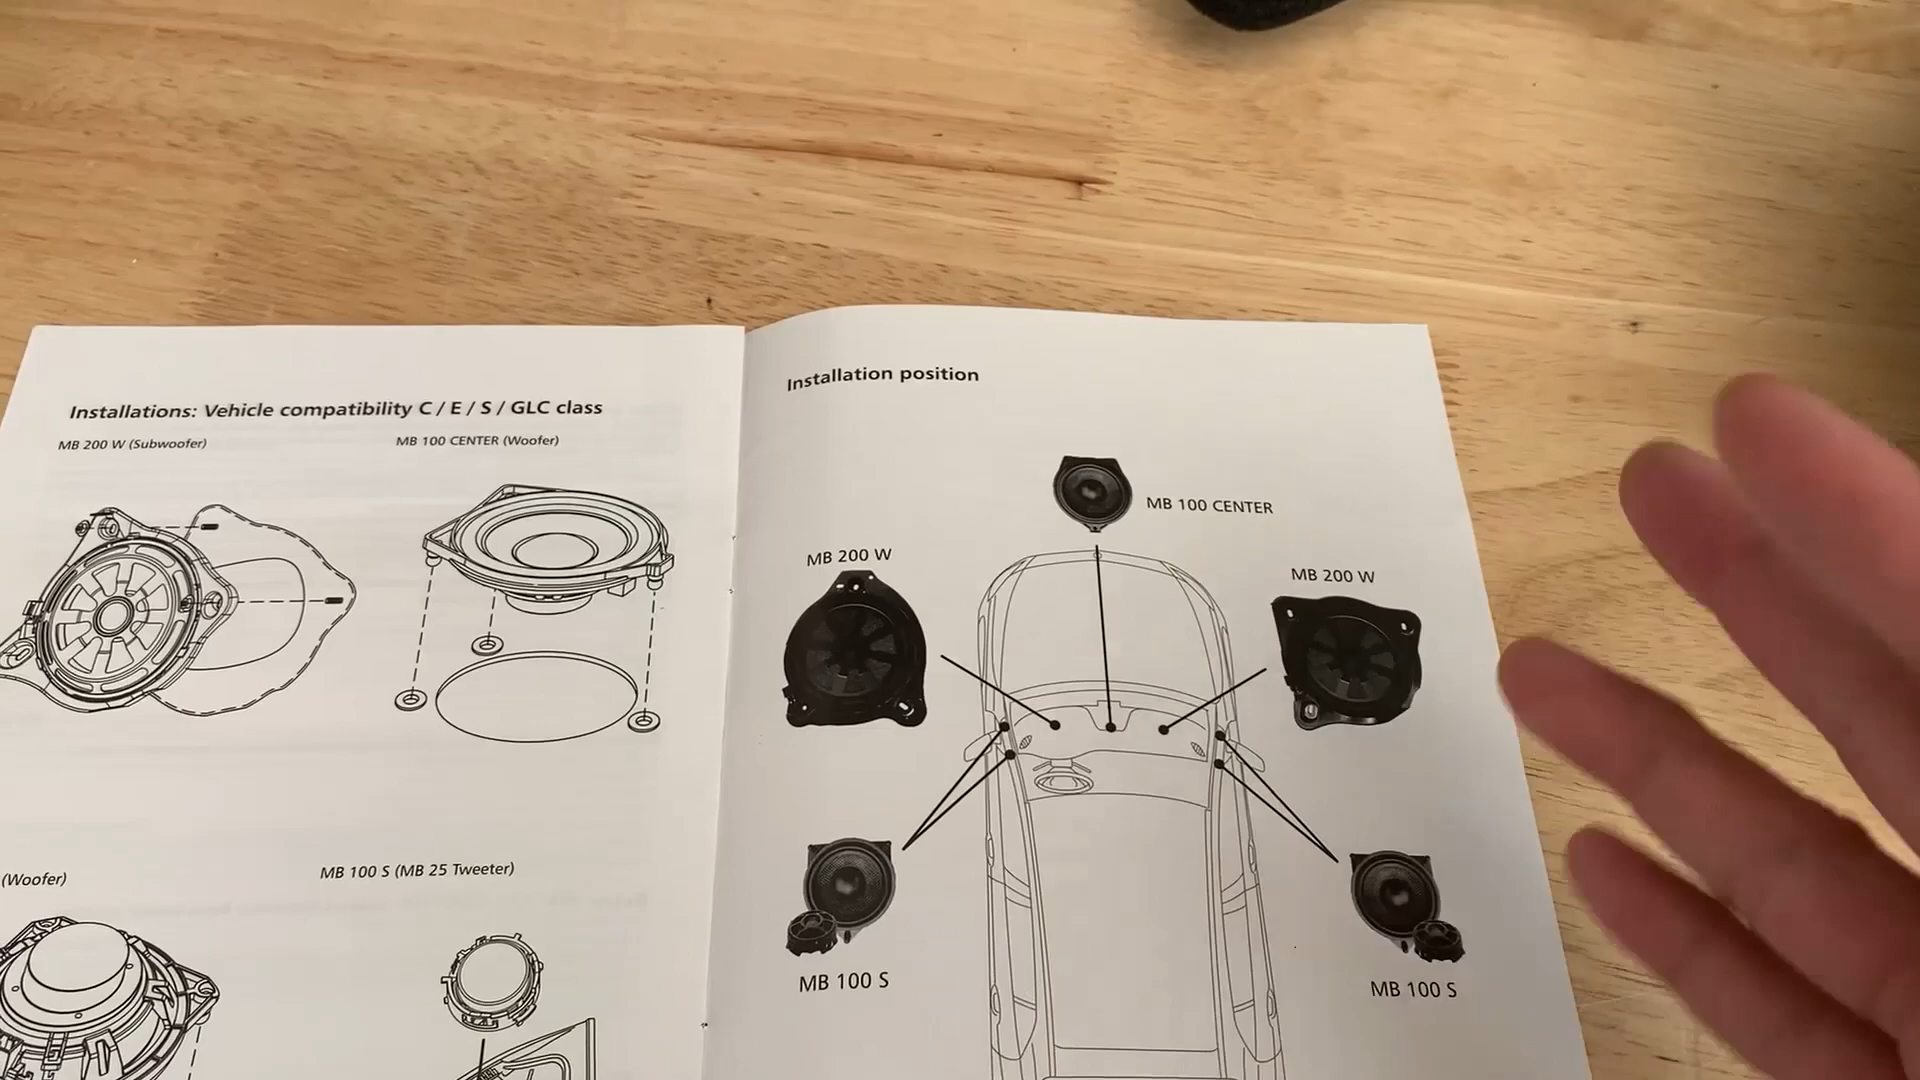 Installations: Vehicle compatibility C / E / S / GLC class
MB 200 W (Subwoofer)
MB 100 CENTER (Woofer)
(Woofer)
MB 100 S (MB 25 Tweeter)
Installation position
MB 100 CENTER
MB 200 W
MB 200 W
MB 100 S
MB 100 S